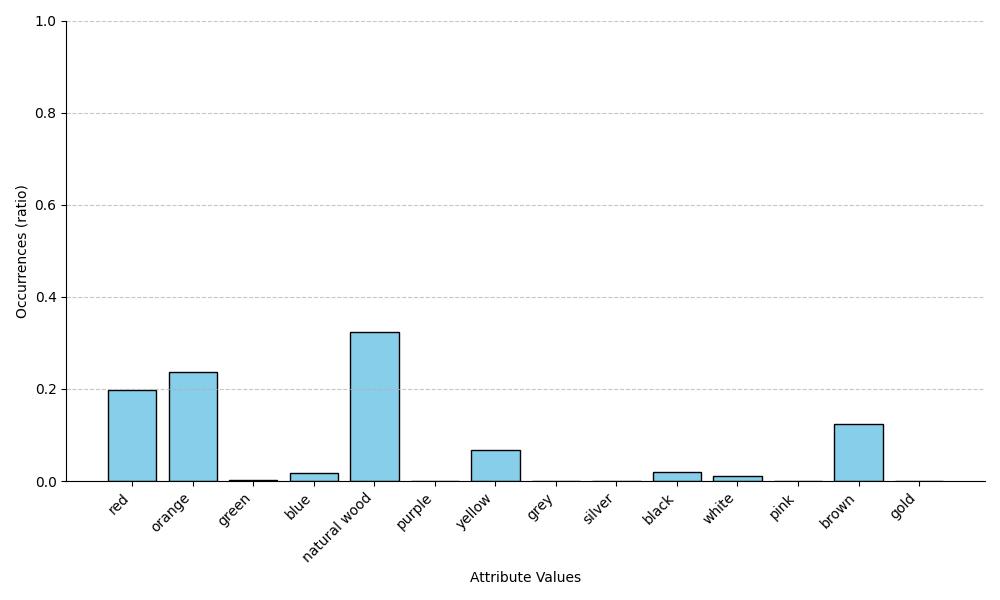 1.0
0.8
0.6
0.4
0.2
0.0
Occurrences (ratio)
red
orange
green
blue
natural wood
purple
yellow
grey
silver
black
white
pink
brown
gold
Attribute Values